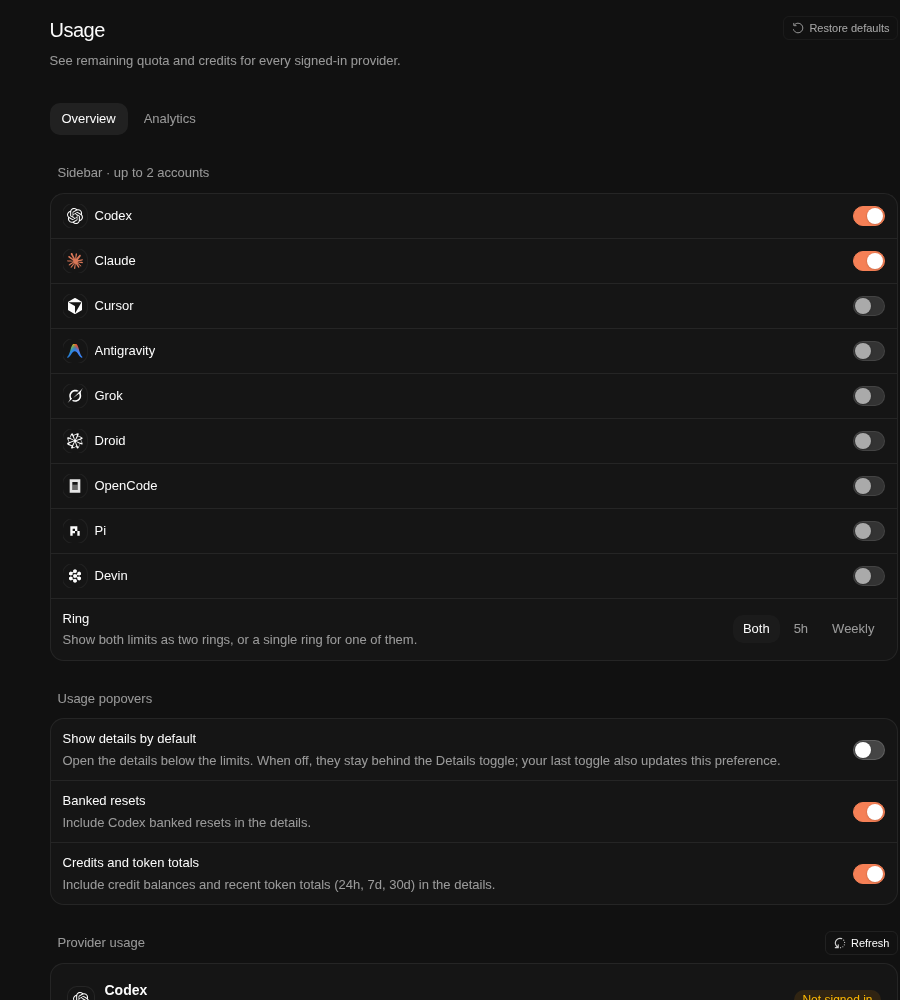 Usage
Restore defaults
See remaining quota and credits for every signed-in provider.
Overview
Analytics
Sidebar · up to 2 accounts
Codex
Claude
Cursor
Antigravity
Grok
Droid
OpenCode
Pi
Devin
Ring
Show both limits as two rings, or a single ring for one of them.
Both
5h
Weekly
Usage popovers
Show details by default
Open the details below the limits. When off, they stay behind the Details toggle; your last toggle also updates this preference.
Banked resets
Include Codex banked resets in the details.
Credits and token totals
Include credit balances and recent token totals (24h, 7d, 30d) in the details.
Provider usage
Refresh
Codex
Not signed in